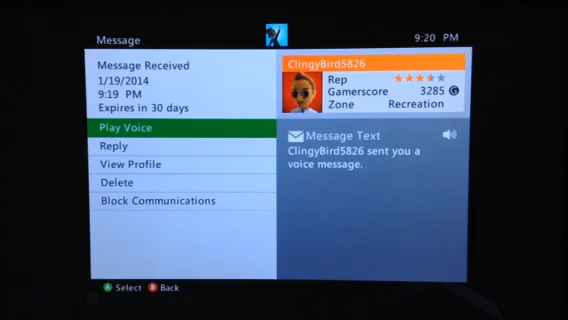 Message
9:20 PM
Message Received
1/19/2014
9:19 PM
Expires in 30 days
Play Voice
Reply
View Profile
Delete
Block Communications
ClingyBird5826
Rep
Gamerscore 3285 G
Zone Recreation
Message Text
ClingyBird5826 sent you a
voice message.
A Select B Back